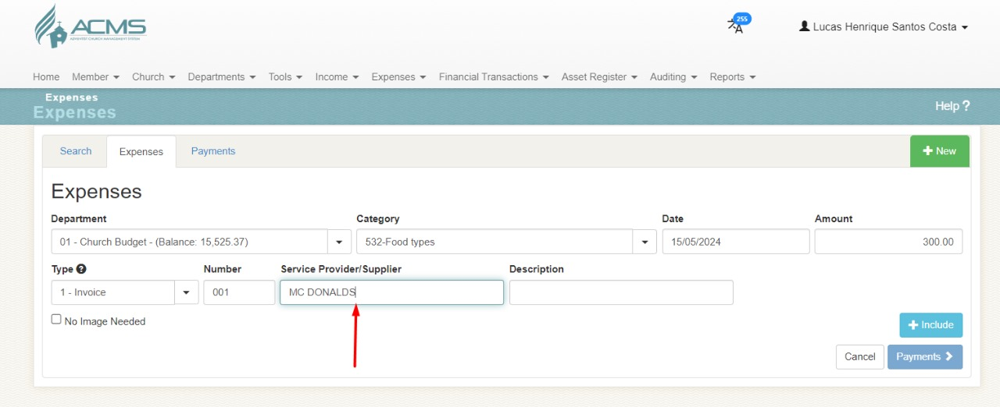 ACMS
ADVENTIST CHURCH MANAGEMENT SYSTEM
255
Lucas Henrique Santos Costa
Home Member Church Departments Tools Income Expenses Financial Transactions Asset Register Auditing Reports
Expenses
Expenses
Help ?
Search Expenses Payments + New
Expenses
Department Category Date Amount
01 - Church Budget - (Balance: 15,525.37) 532-Food types 15/05/2024 300.00
Type Number Service Provider/Supplier Description
1 - Invoice 001 MC DONALDS
No Image Needed
+ Include
Cancel Payments